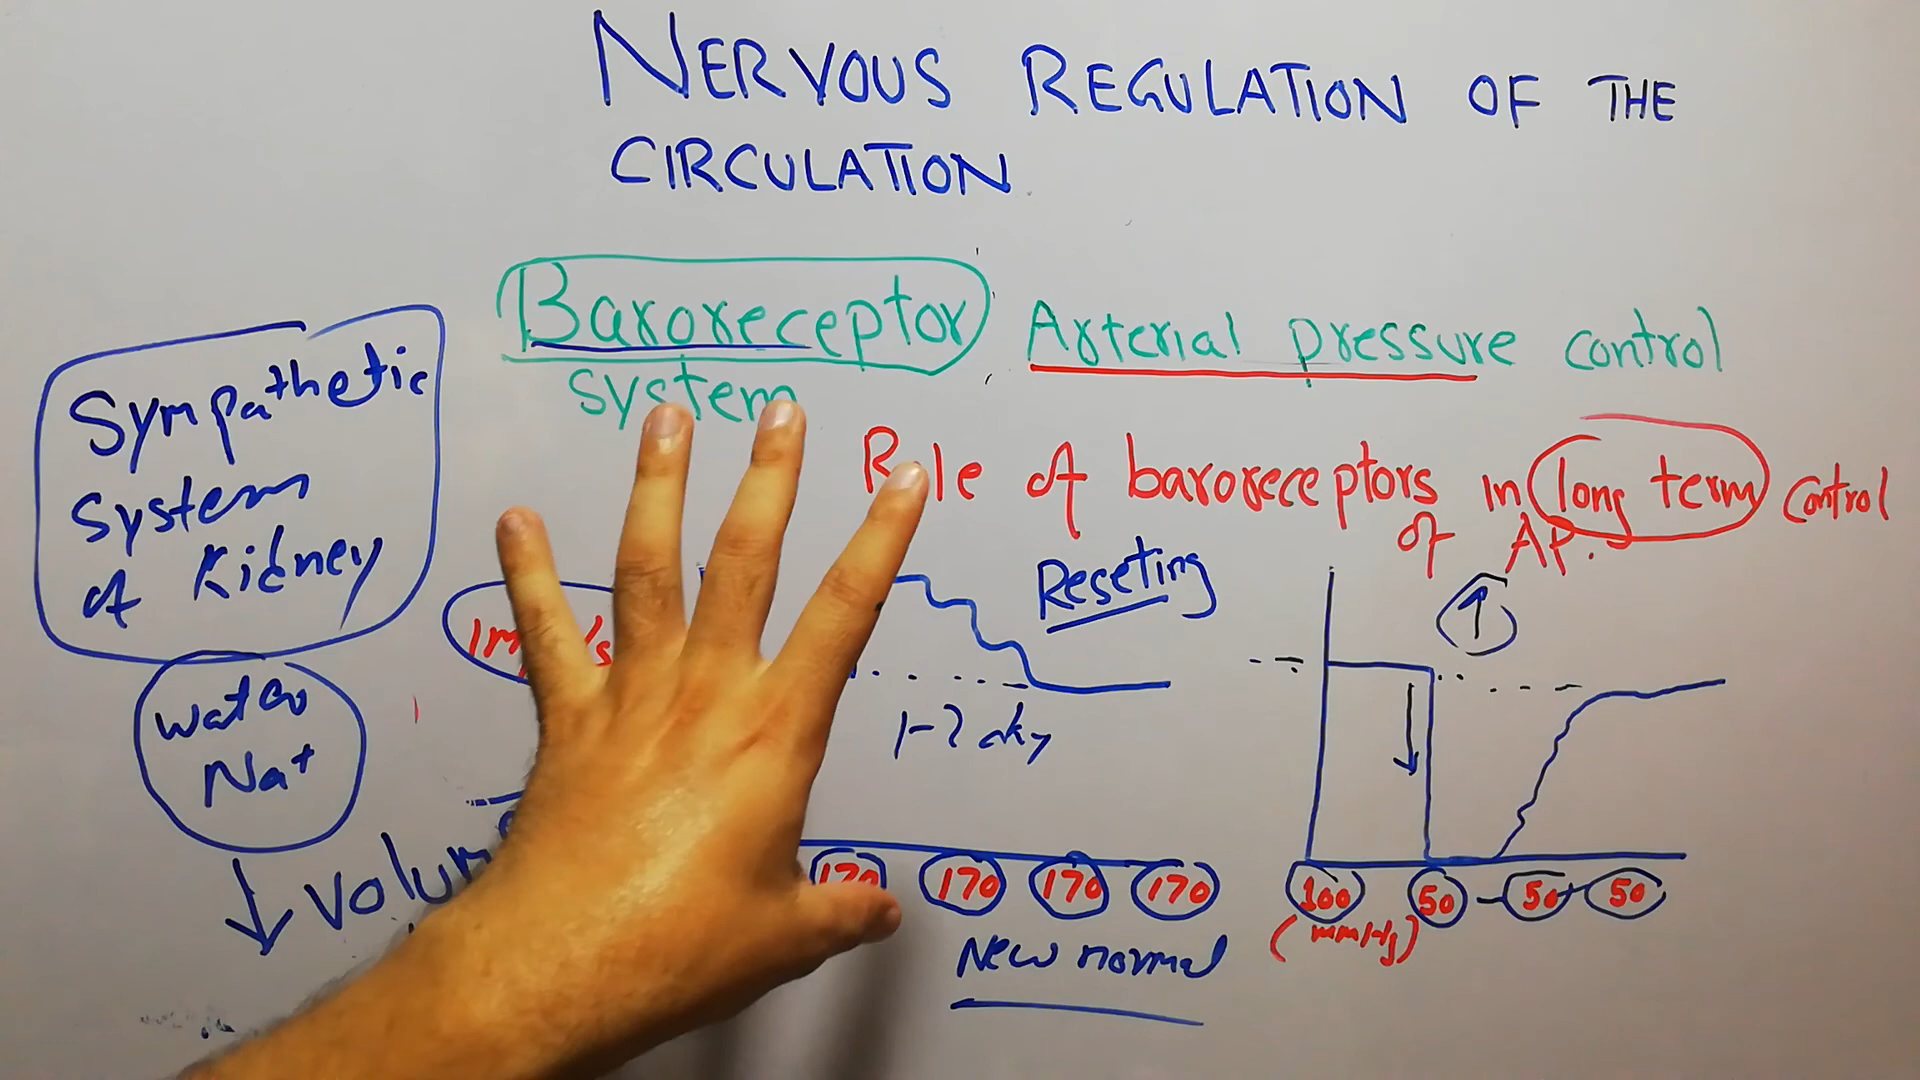 NERVOUS REGULATION OF THE
CIRCULATION
Baroreceptor Arterial pressure control
system
Role of baroreceptors in long term control
of AP.
Sympathetic
system
of Kidney
Reseting
↑
water
Na+
1-2 day
↓ volum
170 170 170 170
100 50 - 50 - 50
(mmHg)
New normal